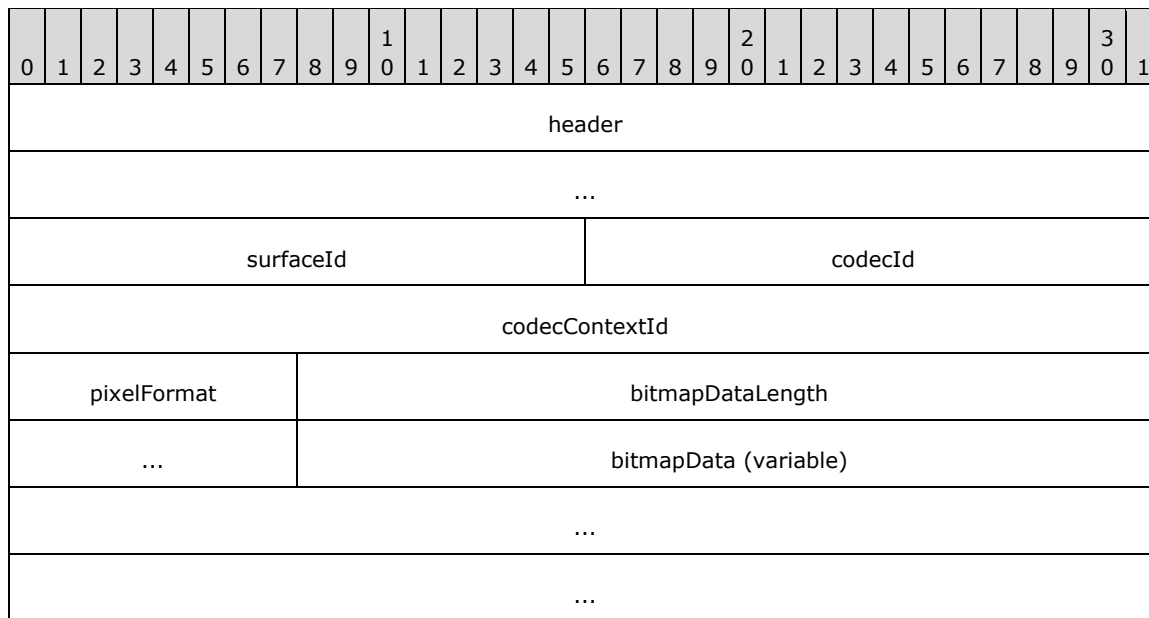 1 2 3
0 1 2 3 4 5 6 7 8 9 0 1 2 3 4 5 6 7 8 9 0 1 2 3 4 5 6 7 8 9 0 1
header
...
surfaceId codecId
codecContextId
pixelFormat bitmapDataLength
... bitmapData (variable)
...
...